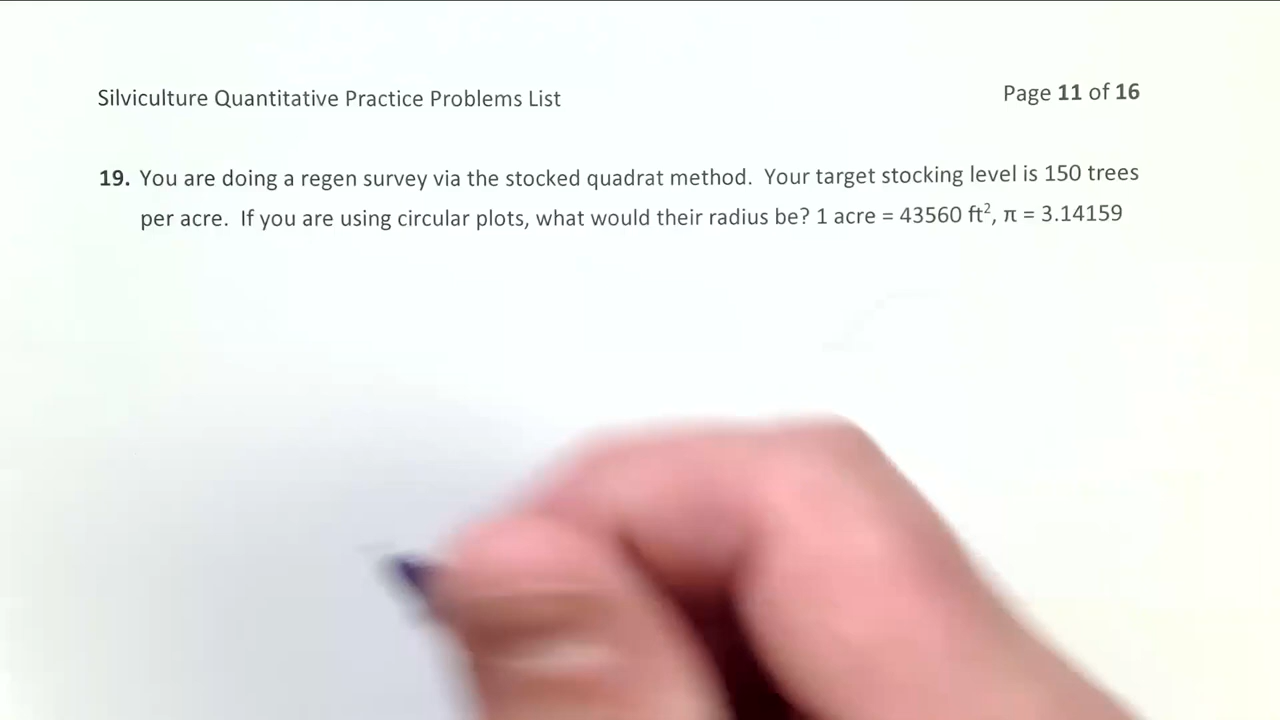 Silviculture Quantitative Practice Problems List
Page 11 of 16
19. You are doing a regen survey via the stocked quadrat method. Your target stocking level is 150 trees
per acre. If you are using circular plots, what would their radius be? 1 acre = 43560 ft², π = 3.14159